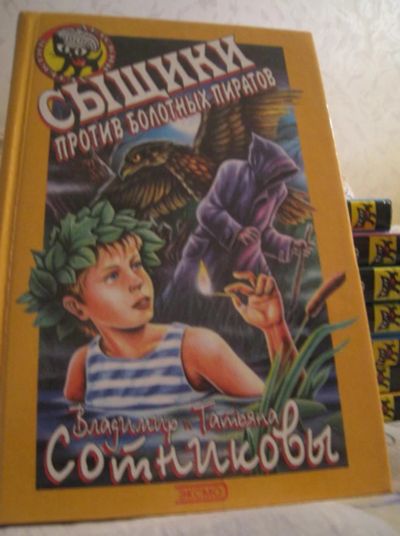 СЫЩИКИ
ПРОТИВ БОЛОТНЫХ ПИРАТОВ
Владимир и Татьяна
Сотниковы
ЭКСМО